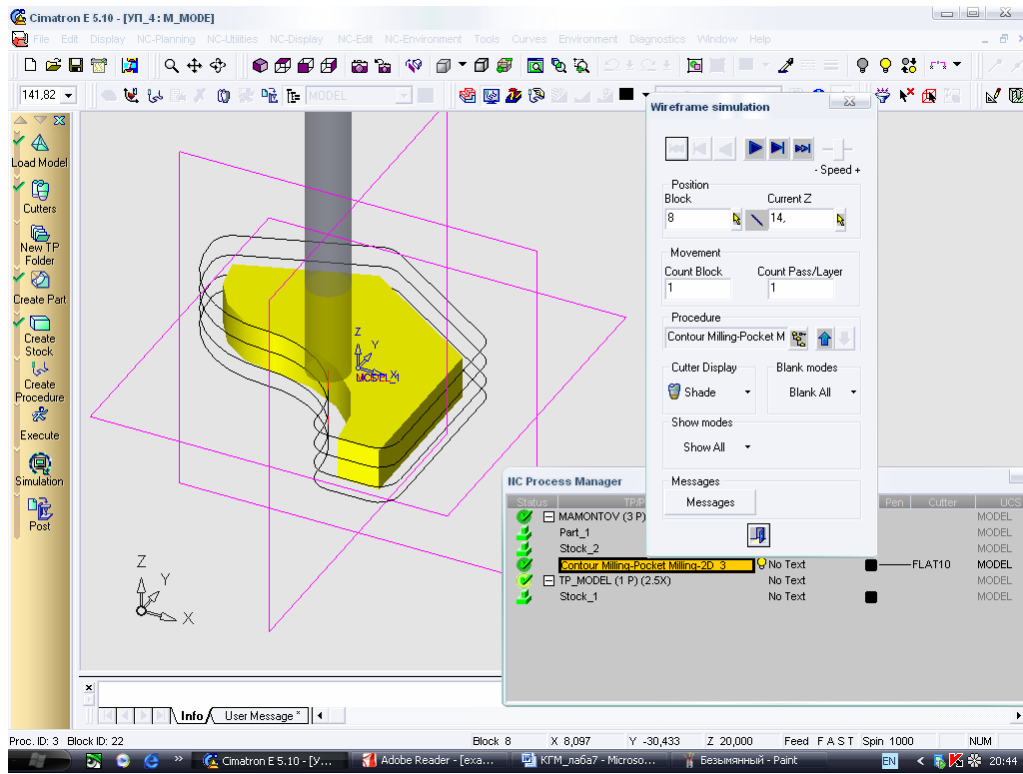 Cimatron E 5.10 - [УП_4 : M_MODE]
File Edit Display NC-Planning NC-Utilities NC-Display NC-Edit NC-Environment Tools Curves Environment Diagnostics Window Help
141,82
MODEL
Load Model
Cutters
New TP
Folder
Create Part
Create
Stock
Create
Procedure
Execute
Simulation
Post
Z
Y
X
Z
Y
X
Wireframe simulation
- Speed +
Position
Block
Current Z
8
14,
Movement
Count Block
Count Pass/Layer
1
1
Procedure
Contour Milling-Pocket M
Cutter Display
Blank modes
Shade
Blank All
Show modes
Show All
Messages
Messages
NC Process Manager
Status TP/P Pen Cutter UCS
MAMONTOV (3 P) MODEL
Part_1 MODEL
Stock_2 MODEL
Contour Milling-Pocket Milling-2D_3 No Text FLAT10 MODEL
TP_MODEL (1 P) (2.5X) No Text MODEL
Stock_1 No Text MODEL
Info User Message *
Proc. ID: 3 Block ID: 22 Block 8 X 8,097 Y -30,433 Z 20,000 Feed F A S T Spin 1000 NUM
» Cimatron E 5.10 - [У... Adobe Reader - [exa... КГМ_лаба7 - Microso... Безымянный - Paint EN < 20:44